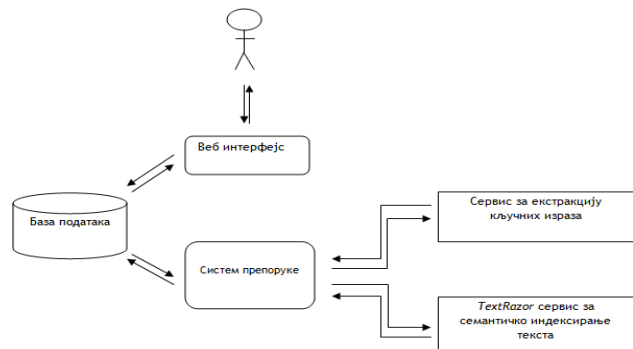 Веб интерфејс
База података
Сервис за екстракцију
кључних израза
Систем препоруке
TextRazor сервис за
семантичко индексирање
текста